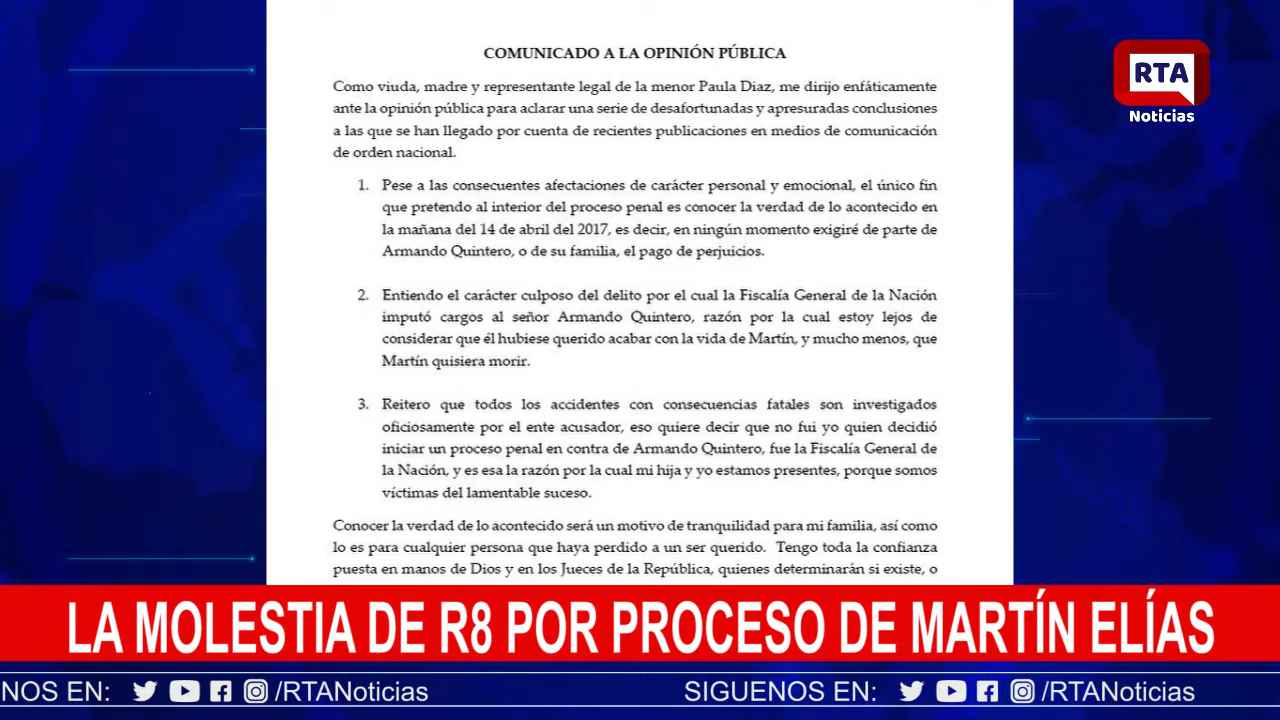 COMUNICADO A LA OPINIÓN PÚBLICA
Como viuda, madre y representante legal de la menor Paula Diaz, me dirijo enfáticamente
ante la opinión pública para aclarar una serie de desafortunadas y apresuradas conclusiones
a las que se han llegado por cuenta de recientes publicaciones en medios de comunicación
de orden nacional.
1. Pese a las consecuentes afectaciones de carácter personal y emocional, el único fin
que pretendo al interior del proceso penal es conocer la verdad de lo acontecido en
la mañana del 14 de abril del 2017, es decir, en ningún momento exigiré de parte de
Armando Quintero, o de su familia, el pago de perjuicios.
2. Entiendo el carácter culposo del delito por el cual la Fiscalía General de la Nación
imputó cargos al señor Armando Quintero, razón por la cual estoy lejos de
considerar que él hubiese querido acabar con la vida de Martín, y mucho menos, que
Martín quisiera morir.
3. Reitero que todos los accidentes con consecuencias fatales son investigados
oficiosamente por el ente acusador, eso quiere decir que no fui yo quien decidió
iniciar un proceso penal en contra de Armando Quintero, fue la Fiscalía General de
la Nación, y es esa la razón por la cual mi hija y yo estamos presentes, porque somos
víctimas del lamentable suceso.
Conocer la verdad de lo acontecido será un motivo de tranquilidad para mi familia, así como
lo es para cualquier persona que haya perdido a un ser querido. Tengo toda la confianza
puesta en manos de Dios y en los Jueces de la República, quienes determinarán si existe, o
RTA
Noticias
LA MOLESTIA DE R8 POR PROCESO DE MARTÍN ELÍAS
NOS EN: /RTANoticias SIGUENOS EN: /RTANoticias